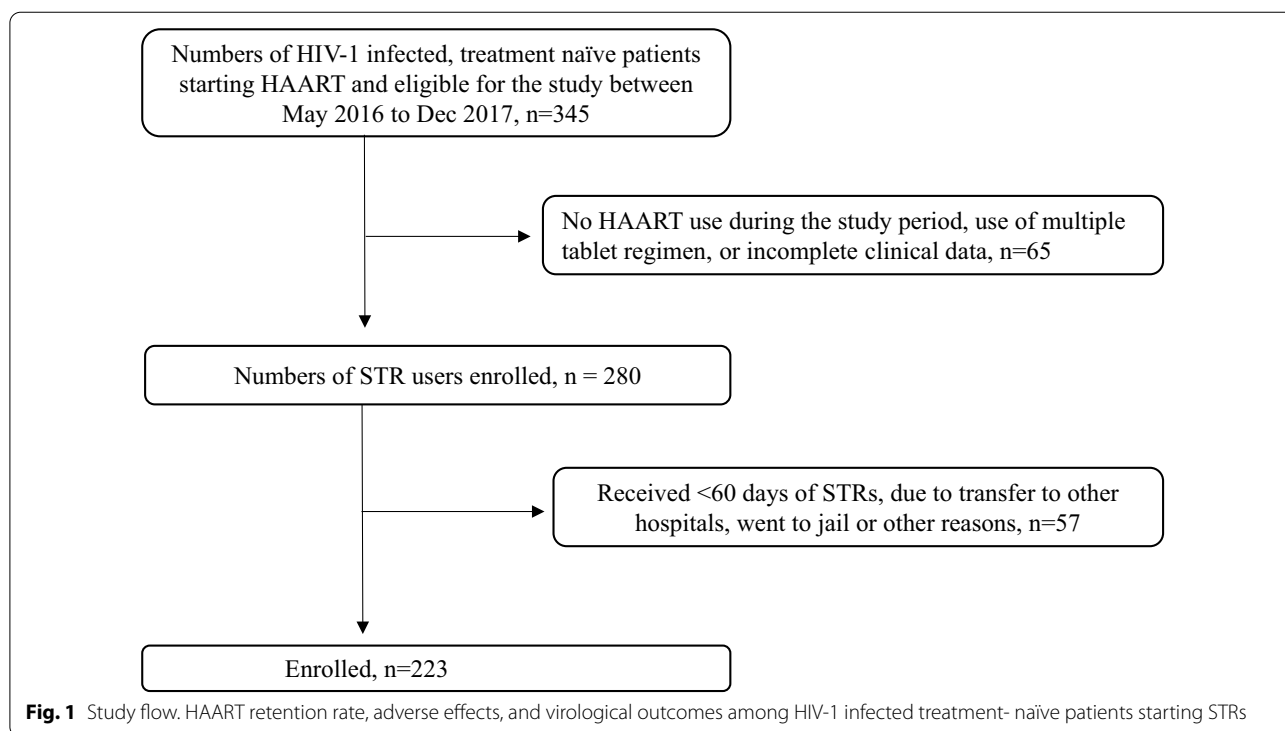 Numbers of HIV-1 infected, treatment naïve patients
starting HAART and eligible for the study between
May 2016 to Dec 2017, n=345
No HAART use during the study period, use of multiple
tablet regimen, or incomplete clinical data, n=65
Numbers of STR users enrolled, n = 280
Received <60 days of STRs, due to transfer to other
hospitals, went to jail or other reasons, n=57
Enrolled, n=223
Fig. 1 Study flow. HAART retention rate, adverse effects, and virological outcomes among HIV-1 infected treatment- naïve patients starting STRs